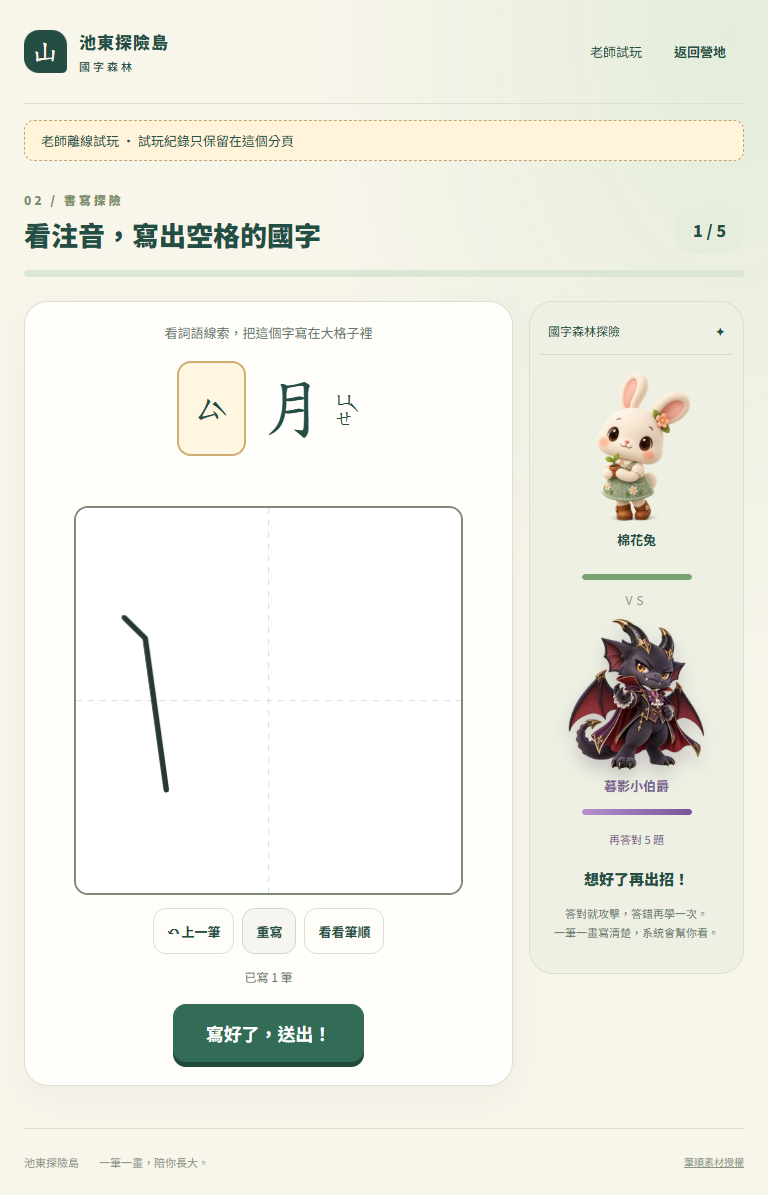 山
池東探險島
國字森林
老師試玩
返回營地
老師離線試玩 · 試玩紀錄只保留在這個分頁
02 / 書寫探險
看注音，寫出空格的國字
1 / 5
看詞語線索，把這個字寫在大格子裡
ㄙˋ 月 ㄩㄝˋ
↶上一筆
重寫
看看筆順
已寫 1 筆
寫好了，送出！
國字森林探險 ✦
棉花兔
VS
暮影小伯爵
再答對 5 題
想好了再出招！
答對就攻擊，答錯再學一次。
一筆一畫寫清楚，系統會幫你看。
池東探險島 一筆一畫，陪你長大。
筆順素材授權